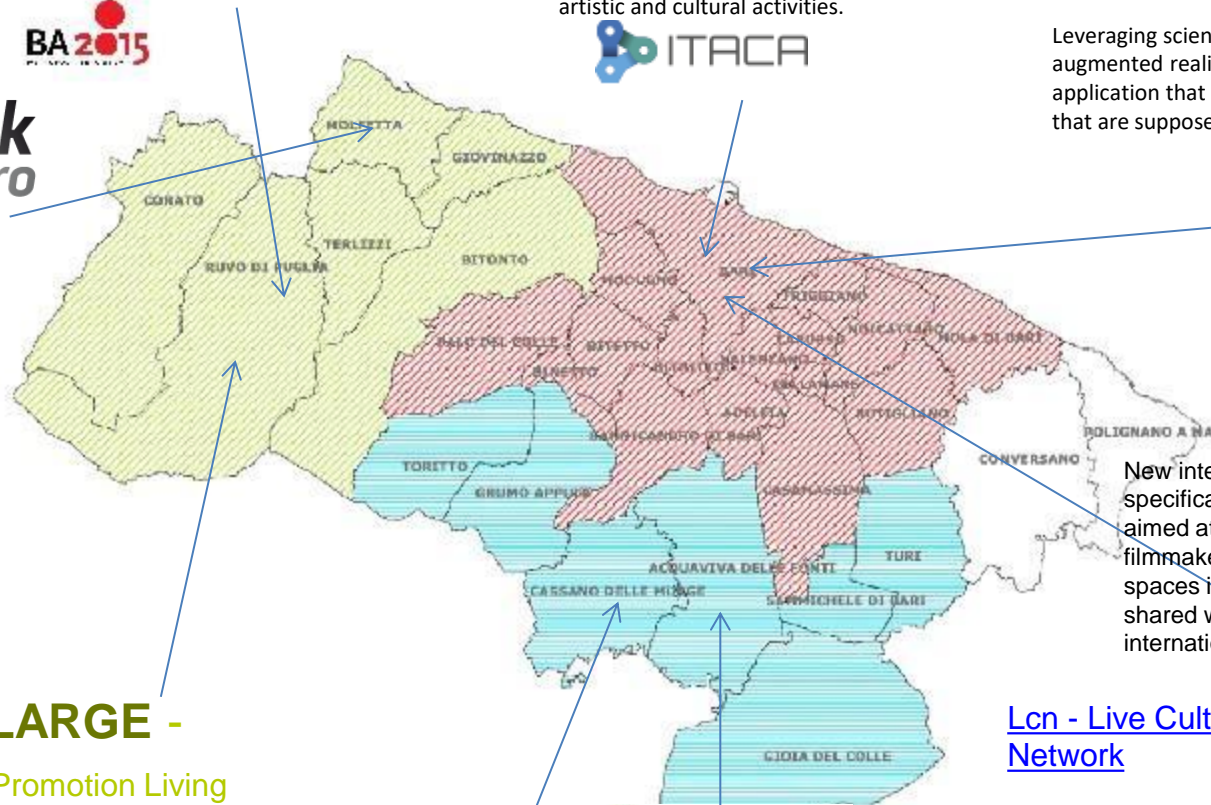 artistic and cultural activities.
ITACA
BA2015
Leveraging scien
augmented reali
application that
that are suppose
k
ro
MOLFETTA
GIOVINAZZO
CORATO
TERLIZZI
RUVO DI PUGLIA
BITONTO
MODUGNO
BARI
TRIGGIANO
NOICATTARO
MOLA DI BARI
PALO DEL COLLE
BITETTO
BINETTO
CAPURSO
VALENZANO
ADELFIA
RUTIGLIANO
SANNICANDRO DI BARI
POLIGNANO A MA
CONVERSANO
TORITTO
GRUMO APPULA
CASAMASSIMA
New inte
specifica
aimed at
filmmake
spaces i
shared w
internati
TURI
ACQUAVIVA DELLE FONTI
CASSANO DELLE MURGE
SAMMICHELE DI BARI
LARGE -
Promotion Living
Lcn - Live Cult
Network
GIOIA DEL COLLE